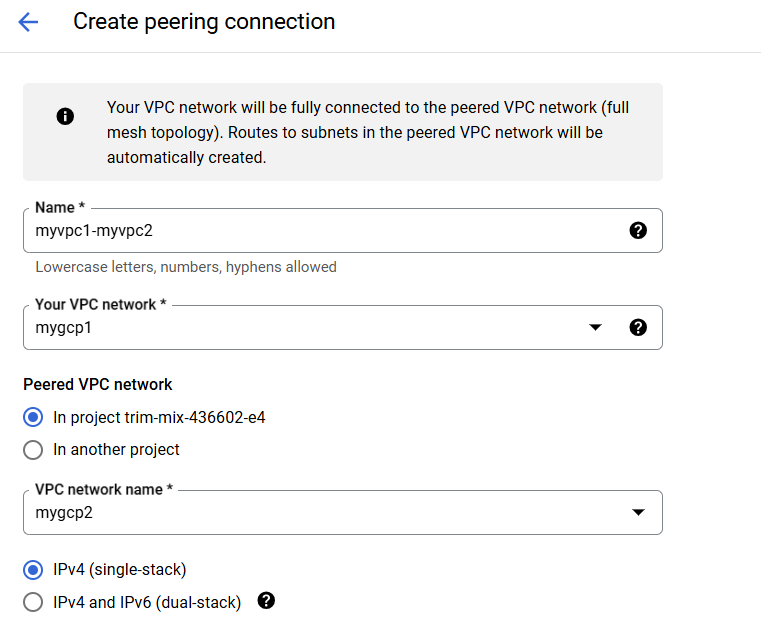 Create peering connection
Your VPC network will be fully connected to the peered VPC network (full
mesh topology). Routes to subnets in the peered VPC network will be
automatically created.
Name *
myvpc1-myvpc2
Lowercase letters, numbers, hyphens allowed
Your VPC network *
mygcp1
Peered VPC network
In project trim-mix-436602-e4
In another project
VPC network name *
mygcp2
IPv4 (single-stack)
IPv4 and IPv6 (dual-stack)